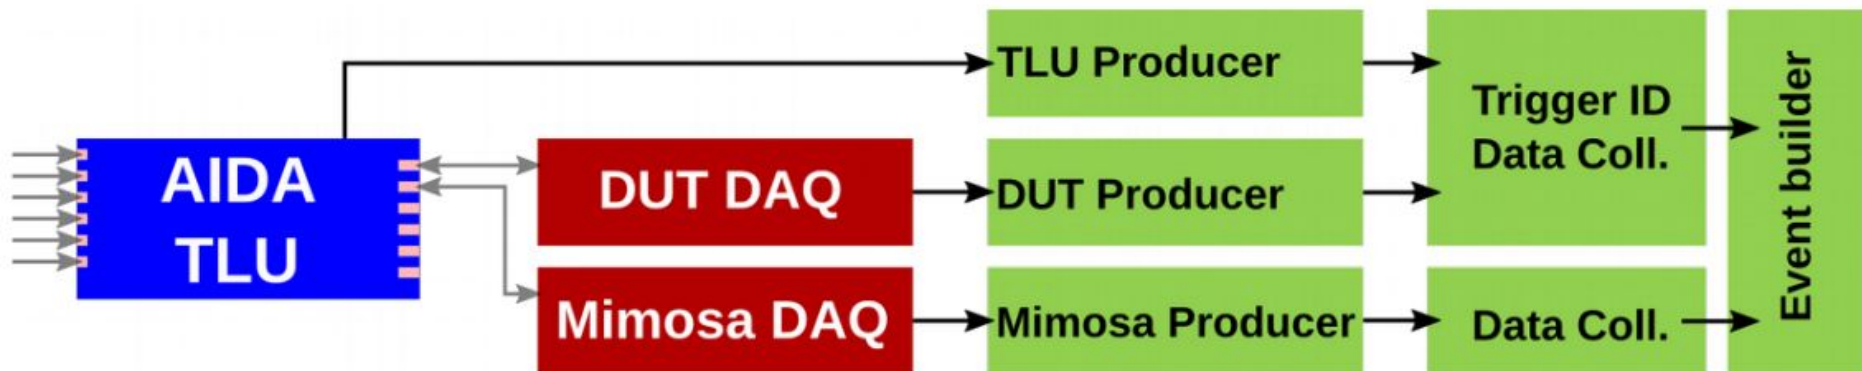 AIDA
TLU
DUT DAQ
Mimosa DAQ
TLU Producer
DUT Producer
Mimosa Producer
Trigger ID
Data Coll.
Data Coll.
Event builder